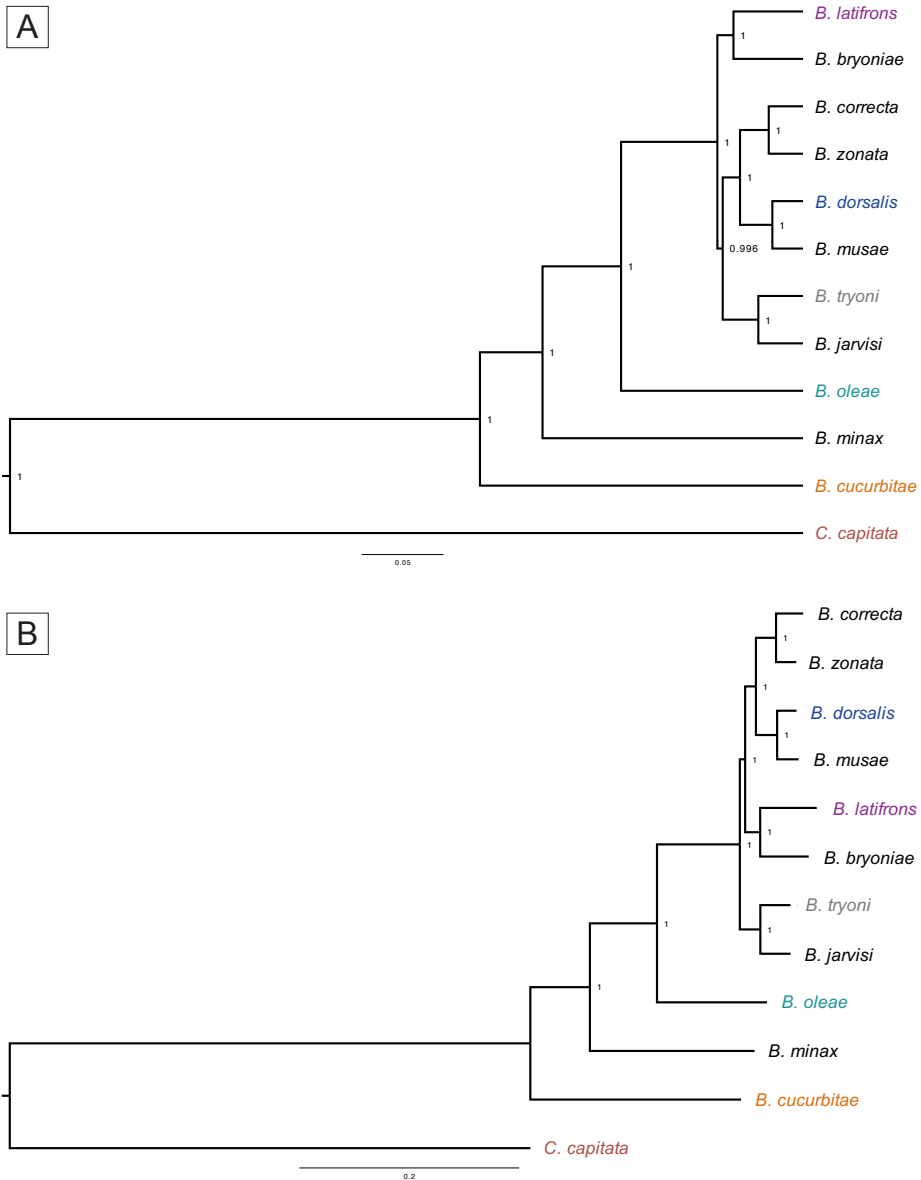 A
B. latifrons
1
B. bryoniae
B. correcta
1
1
B. zonata
1
B. dorsalis
1
0.996
B. musae
1
B. tryoni
1
B. jarvisi
1
B. oleae
1
B. minax
1
B. cucurbitae
1
C. capitata
0.05
B
B. correcta
1
B. zonata
1
B. dorsalis
1
B. musae
1
B. latifrons
1
1
B. bryoniae
B. tryoni
1
1
B. jarvisi
1
B. oleae
B. minax
B. cucurbitae
C. capitata
0.2